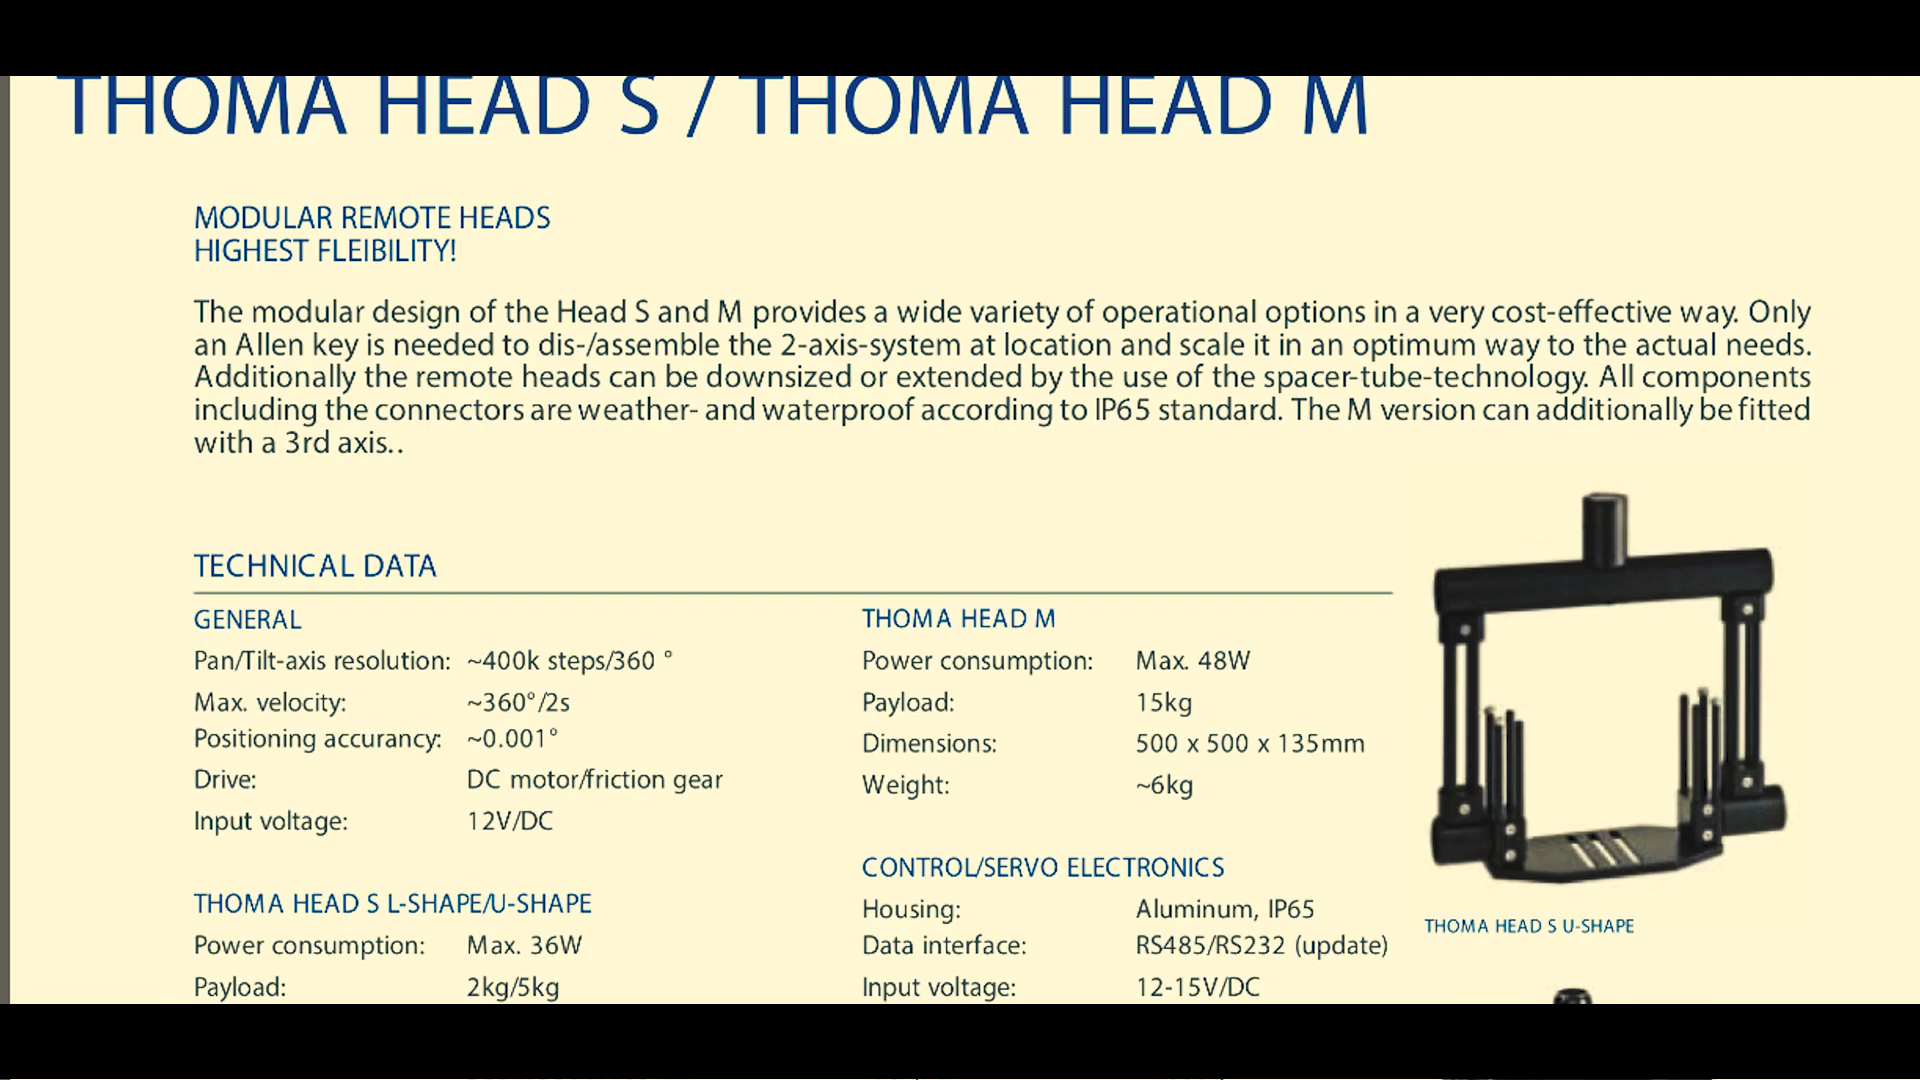 THOMA HEAD S / THOMA HEAD M
MODULAR REMOTE HEADS
HIGHEST FLEIBILITY!
The modular design of the Head S and M provides a wide variety of operational options in a very cost-effective way. Only
an Allen key is needed to dis-/assemble the 2-axis-system at location and scale it in an optimum way to the actual needs.
Additionally the remote heads can be downsized or extended by the use of the spacer-tube-technology. All components
including the connectors are weather- and waterproof according to IP65 standard. The M version can additionally be fitted
with a 3rd axis..
TECHNICAL DATA
GENERAL
Pan/Tilt-axis resolution: ~400k steps/360 °
Max. velocity: ~360°/2s
Positioning accurancy: ~0.001°
Drive: DC motor/friction gear
Input voltage: 12V/DC
THOMA HEAD S L-SHAPE/U-SHAPE
Power consumption: Max. 36W
Payload: 2kg/5kg
THOMA HEAD M
Power consumption: Max. 48W
Payload: 15kg
Dimensions: 500 x 500 x 135mm
Weight: ~6kg
CONTROL/SERVO ELECTRONICS
Housing: Aluminum, IP65
Data interface: RS485/RS232 (update)
Input voltage: 12-15V/DC
THOMA HEAD S U-SHAPE